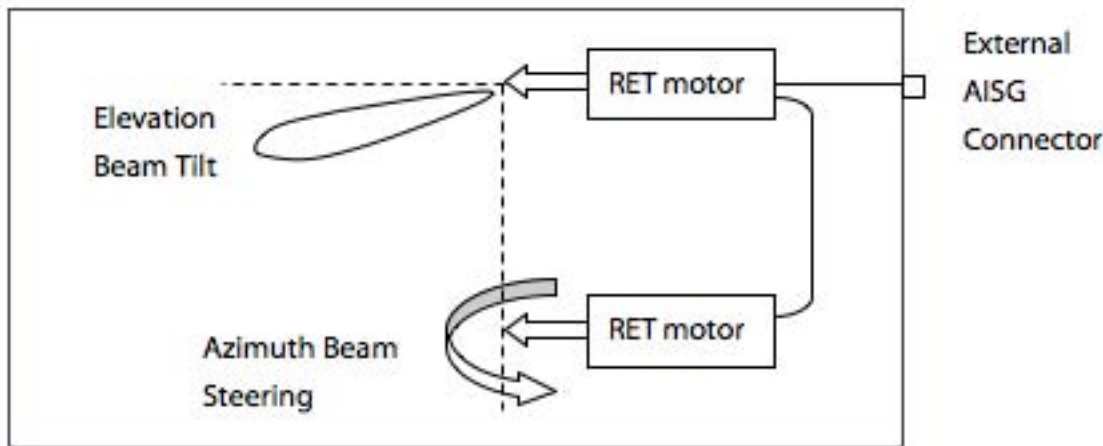 RET motor
External
AISG
Connector
Elevation
Beam Tilt
RET motor
Azimuth Beam
Steering